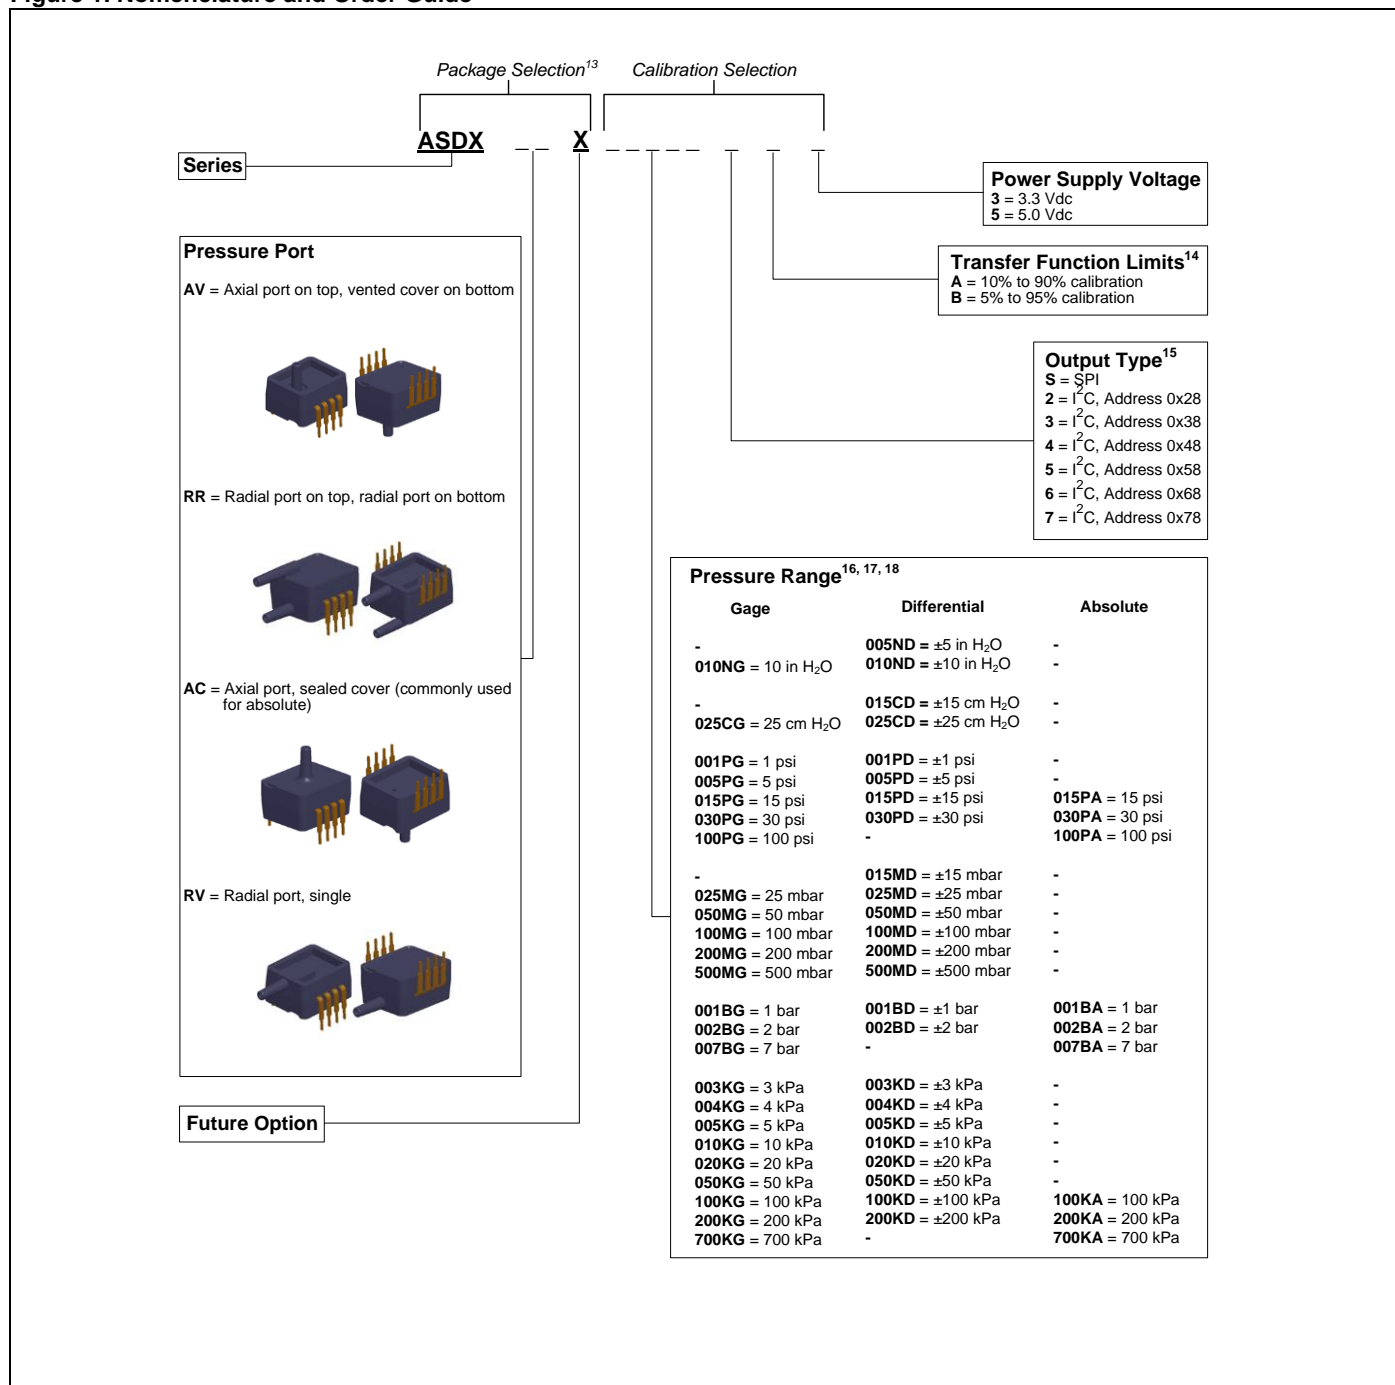 Package Selection13 Calibration Selection
ASDX _ _ X _ _ _ _ _ _ _ _
Series
Power Supply Voltage
3 = 3.3 Vdc
5 = 5.0 Vdc
Transfer Function Limits14
A = 10% to 90% calibration
B = 5% to 95% calibration
Output Type15
S = SPI
2 = I2C, Address 0x28
3 = I2C, Address 0x38
4 = I2C, Address 0x48
5 = I2C, Address 0x58
6 = I2C, Address 0x68
7 = I2C, Address 0x78
Pressure Port
AV = Axial port on top, vented cover on bottom
RR = Radial port on top, radial port on bottom
AC = Axial port, sealed cover (commonly used
for absolute)
RV = Radial port, single
Future Option
Pressure Range16, 17, 18
Gage Differential Absolute
- 005ND = ±5 in H2O -
010NG = 10 in H2O 010ND = ±10 in H2O -
- 015CD = ±15 cm H2O -
025CG = 25 cm H2O 025CD = ±25 cm H2O -
001PG = 1 psi 001PD = ±1 psi -
005PG = 5 psi 005PD = ±5 psi -
015PG = 15 psi 015PD = ±15 psi 015PA = 15 psi
030PG = 30 psi 030PD = ±30 psi 030PA = 30 psi
100PG = 100 psi - 100PA = 100 psi
- 015MD = ±15 mbar -
025MG = 25 mbar 025MD = ±25 mbar -
050MG = 50 mbar 050MD = ±50 mbar -
100MG = 100 mbar 100MD = ±100 mbar -
200MG = 200 mbar 200MD = ±200 mbar -
500MG = 500 mbar 500MD = ±500 mbar -
001BG = 1 bar 001BD = ±1 bar 001BA = 1 bar
002BG = 2 bar 002BD = ±2 bar 002BA = 2 bar
007BG = 7 bar - 007BA = 7 bar
003KG = 3 kPa 003KD = ±3 kPa -
004KG = 4 kPa 004KD = ±4 kPa -
005KG = 5 kPa 005KD = ±5 kPa -
010KG = 10 kPa 010KD = ±10 kPa -
020KG = 20 kPa 020KD = ±20 kPa -
050KG = 50 kPa 050KD = ±50 kPa -
100KG = 100 kPa 100KD = ±100 kPa 100KA = 100 kPa
200KG = 200 kPa 200KD = ±200 kPa 200KA = 200 kPa
700KG = 700 kPa - 700KA = 700 kPa